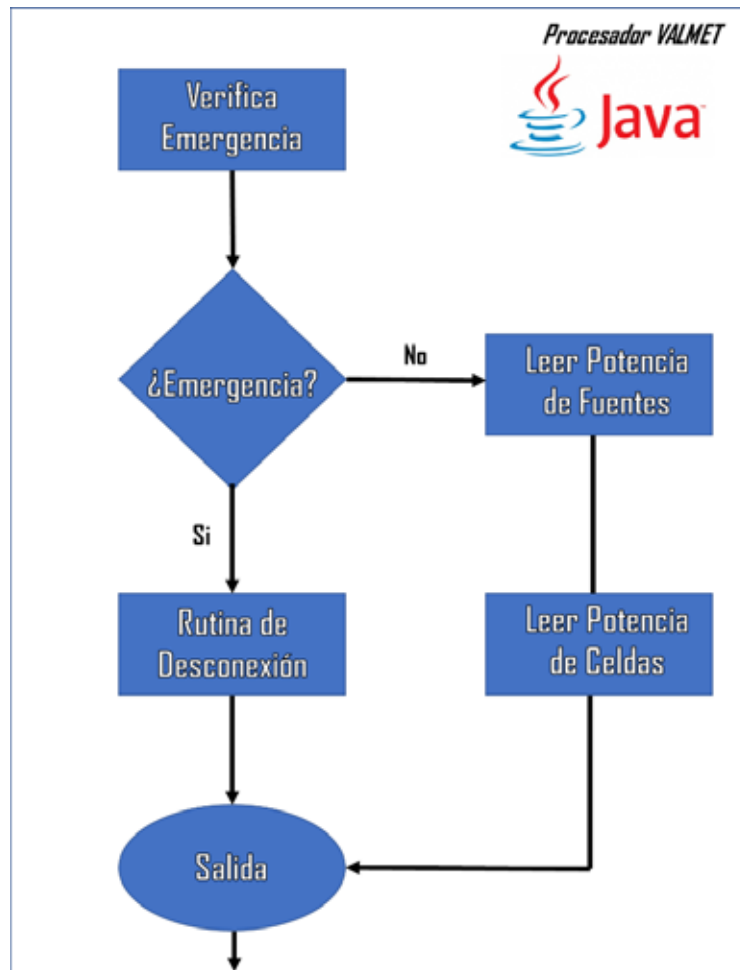 Procesador VALMET
Java
Verifica
Emergencia
¿Emergencia?
No
Leer Potencia
de Fuentes
Si
Rutina de
Desconexión
Leer Potencia
de Celdas
Salida